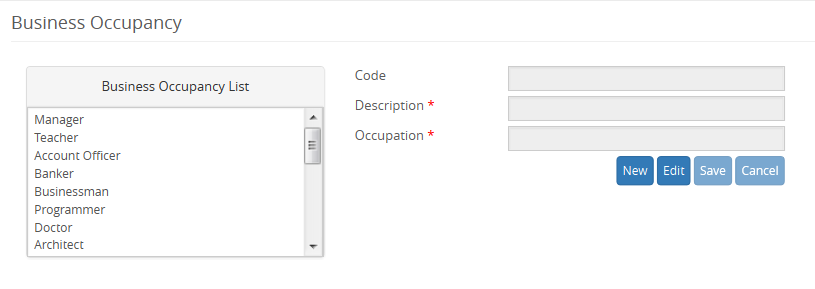 Business Occupancy
Business Occupancy List
Manager
Teacher
Account Officer
Banker
Businessman
Programmer
Doctor
Architect
Code
Description *
Occupation *
New Edit Save Cancel